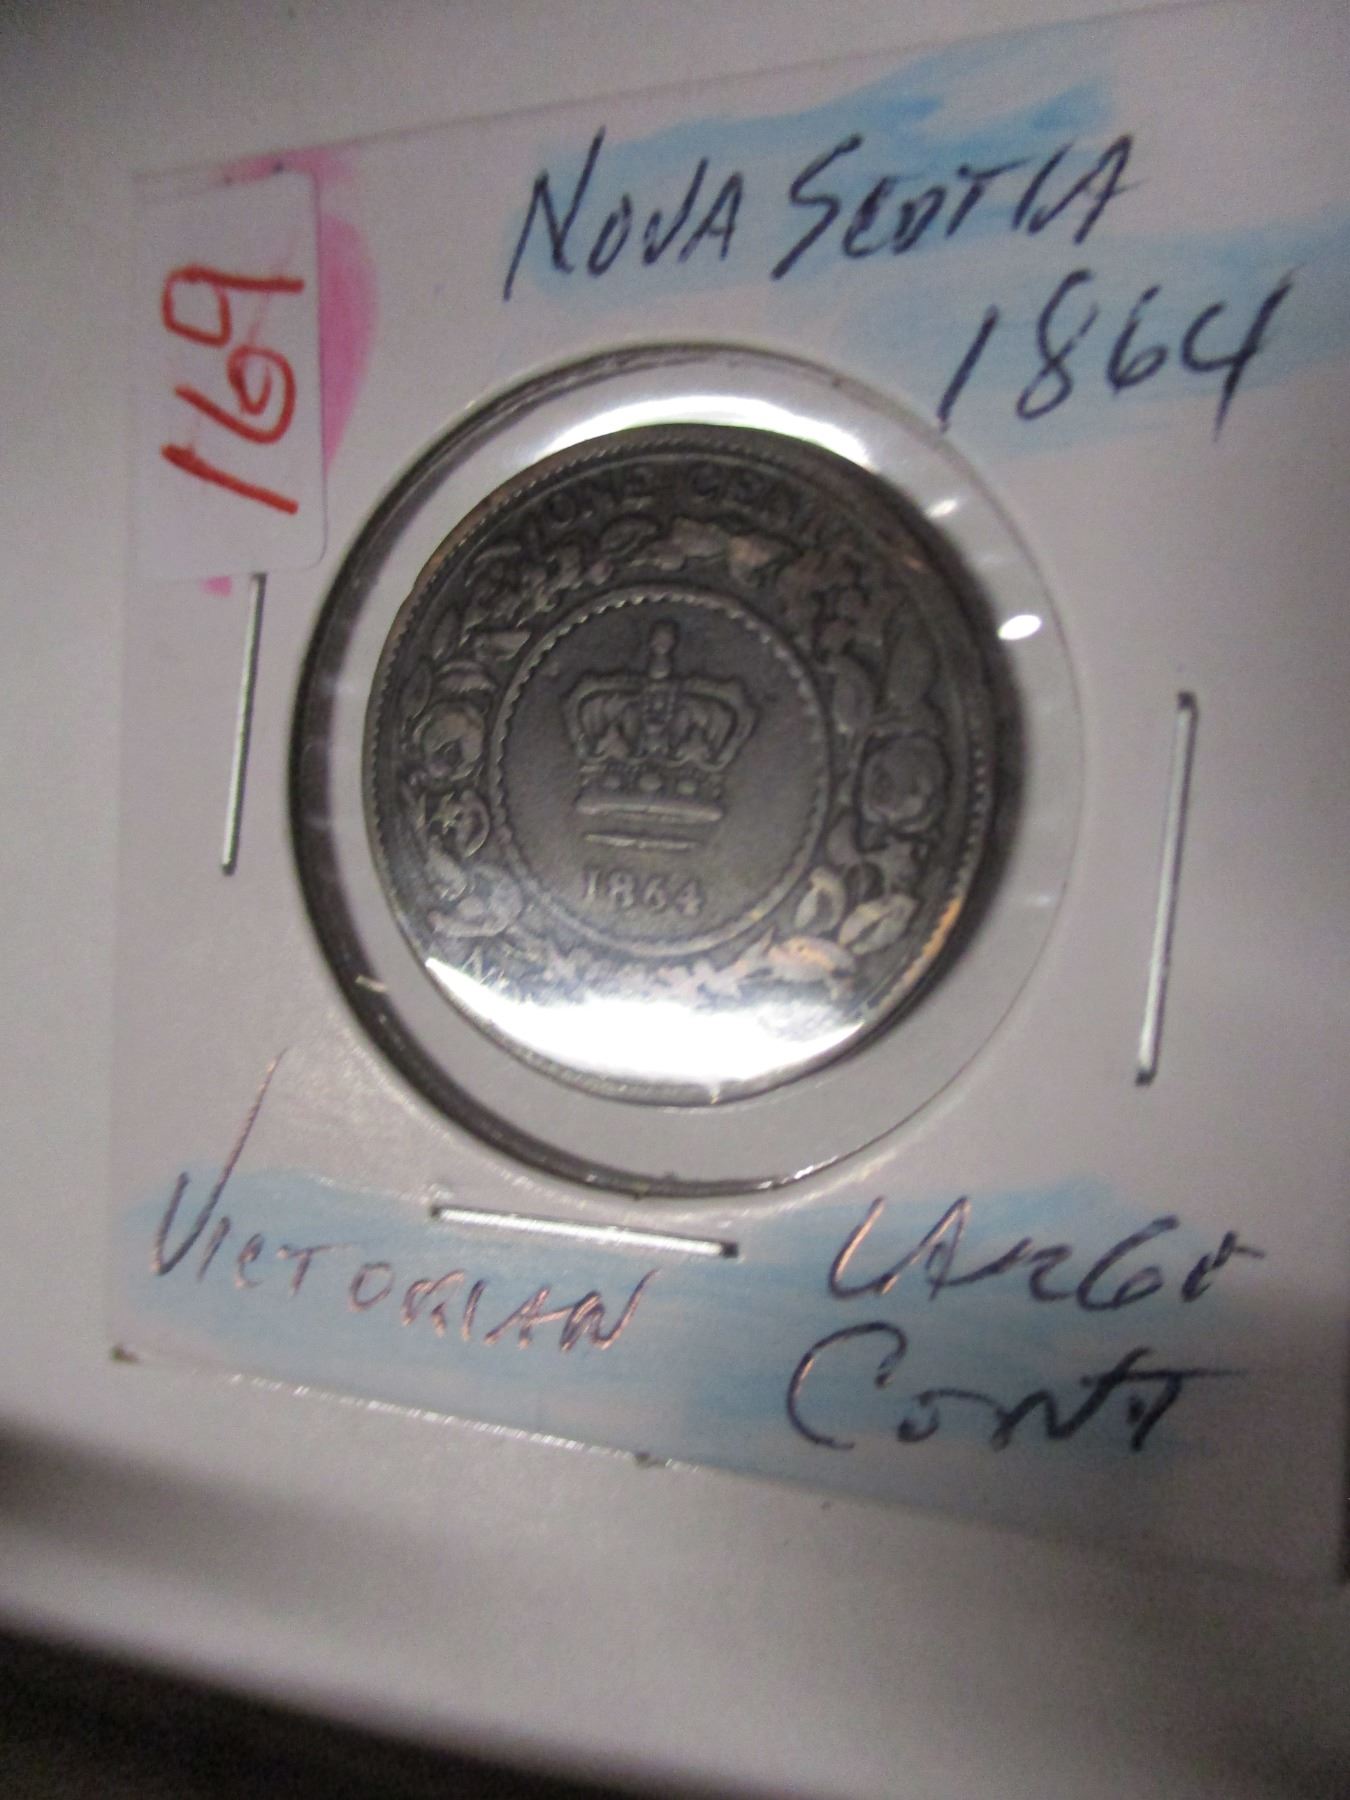 NOVA SCOTIA
1864
169
ONE CENT
1864
VICTORIAN
LARGE
CENT